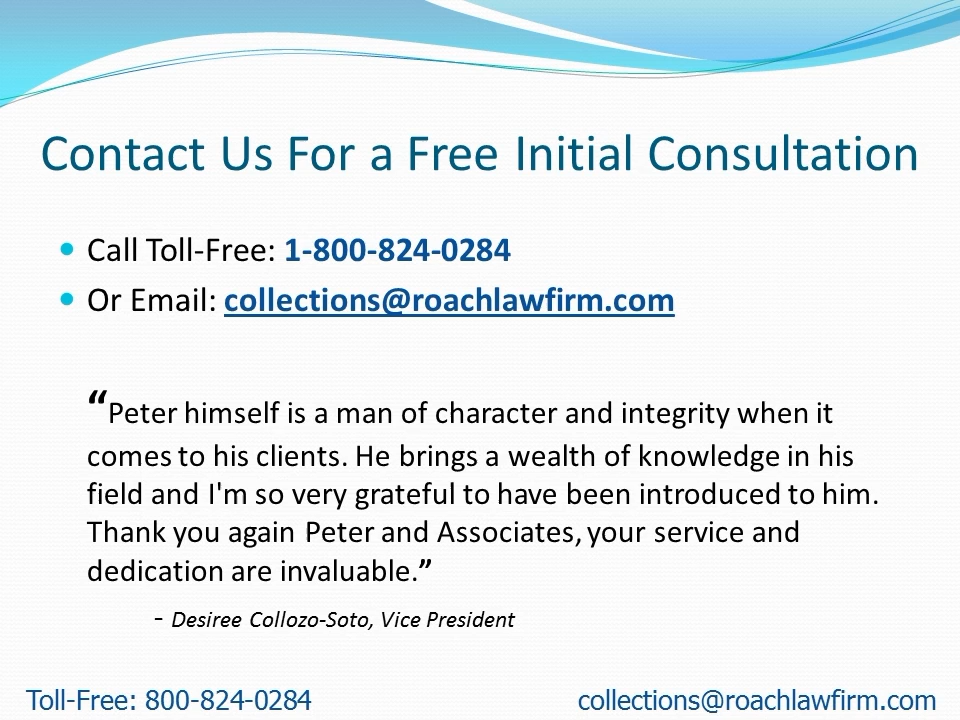 Contact Us For a Free Initial Consultation
Call Toll-Free: 1-800-824-0284
Or Email: collections@roachlawfirm.com
“Peter himself is a man of character and integrity when it
comes to his clients. He brings a wealth of knowledge in his
field and I'm so very grateful to have been introduced to him.
Thank you again Peter and Associates, your service and
dedication are invaluable.”
- Desiree Collozo-Soto, Vice President
Toll-Free: 800-824-0284
collections@roachlawfirm.com